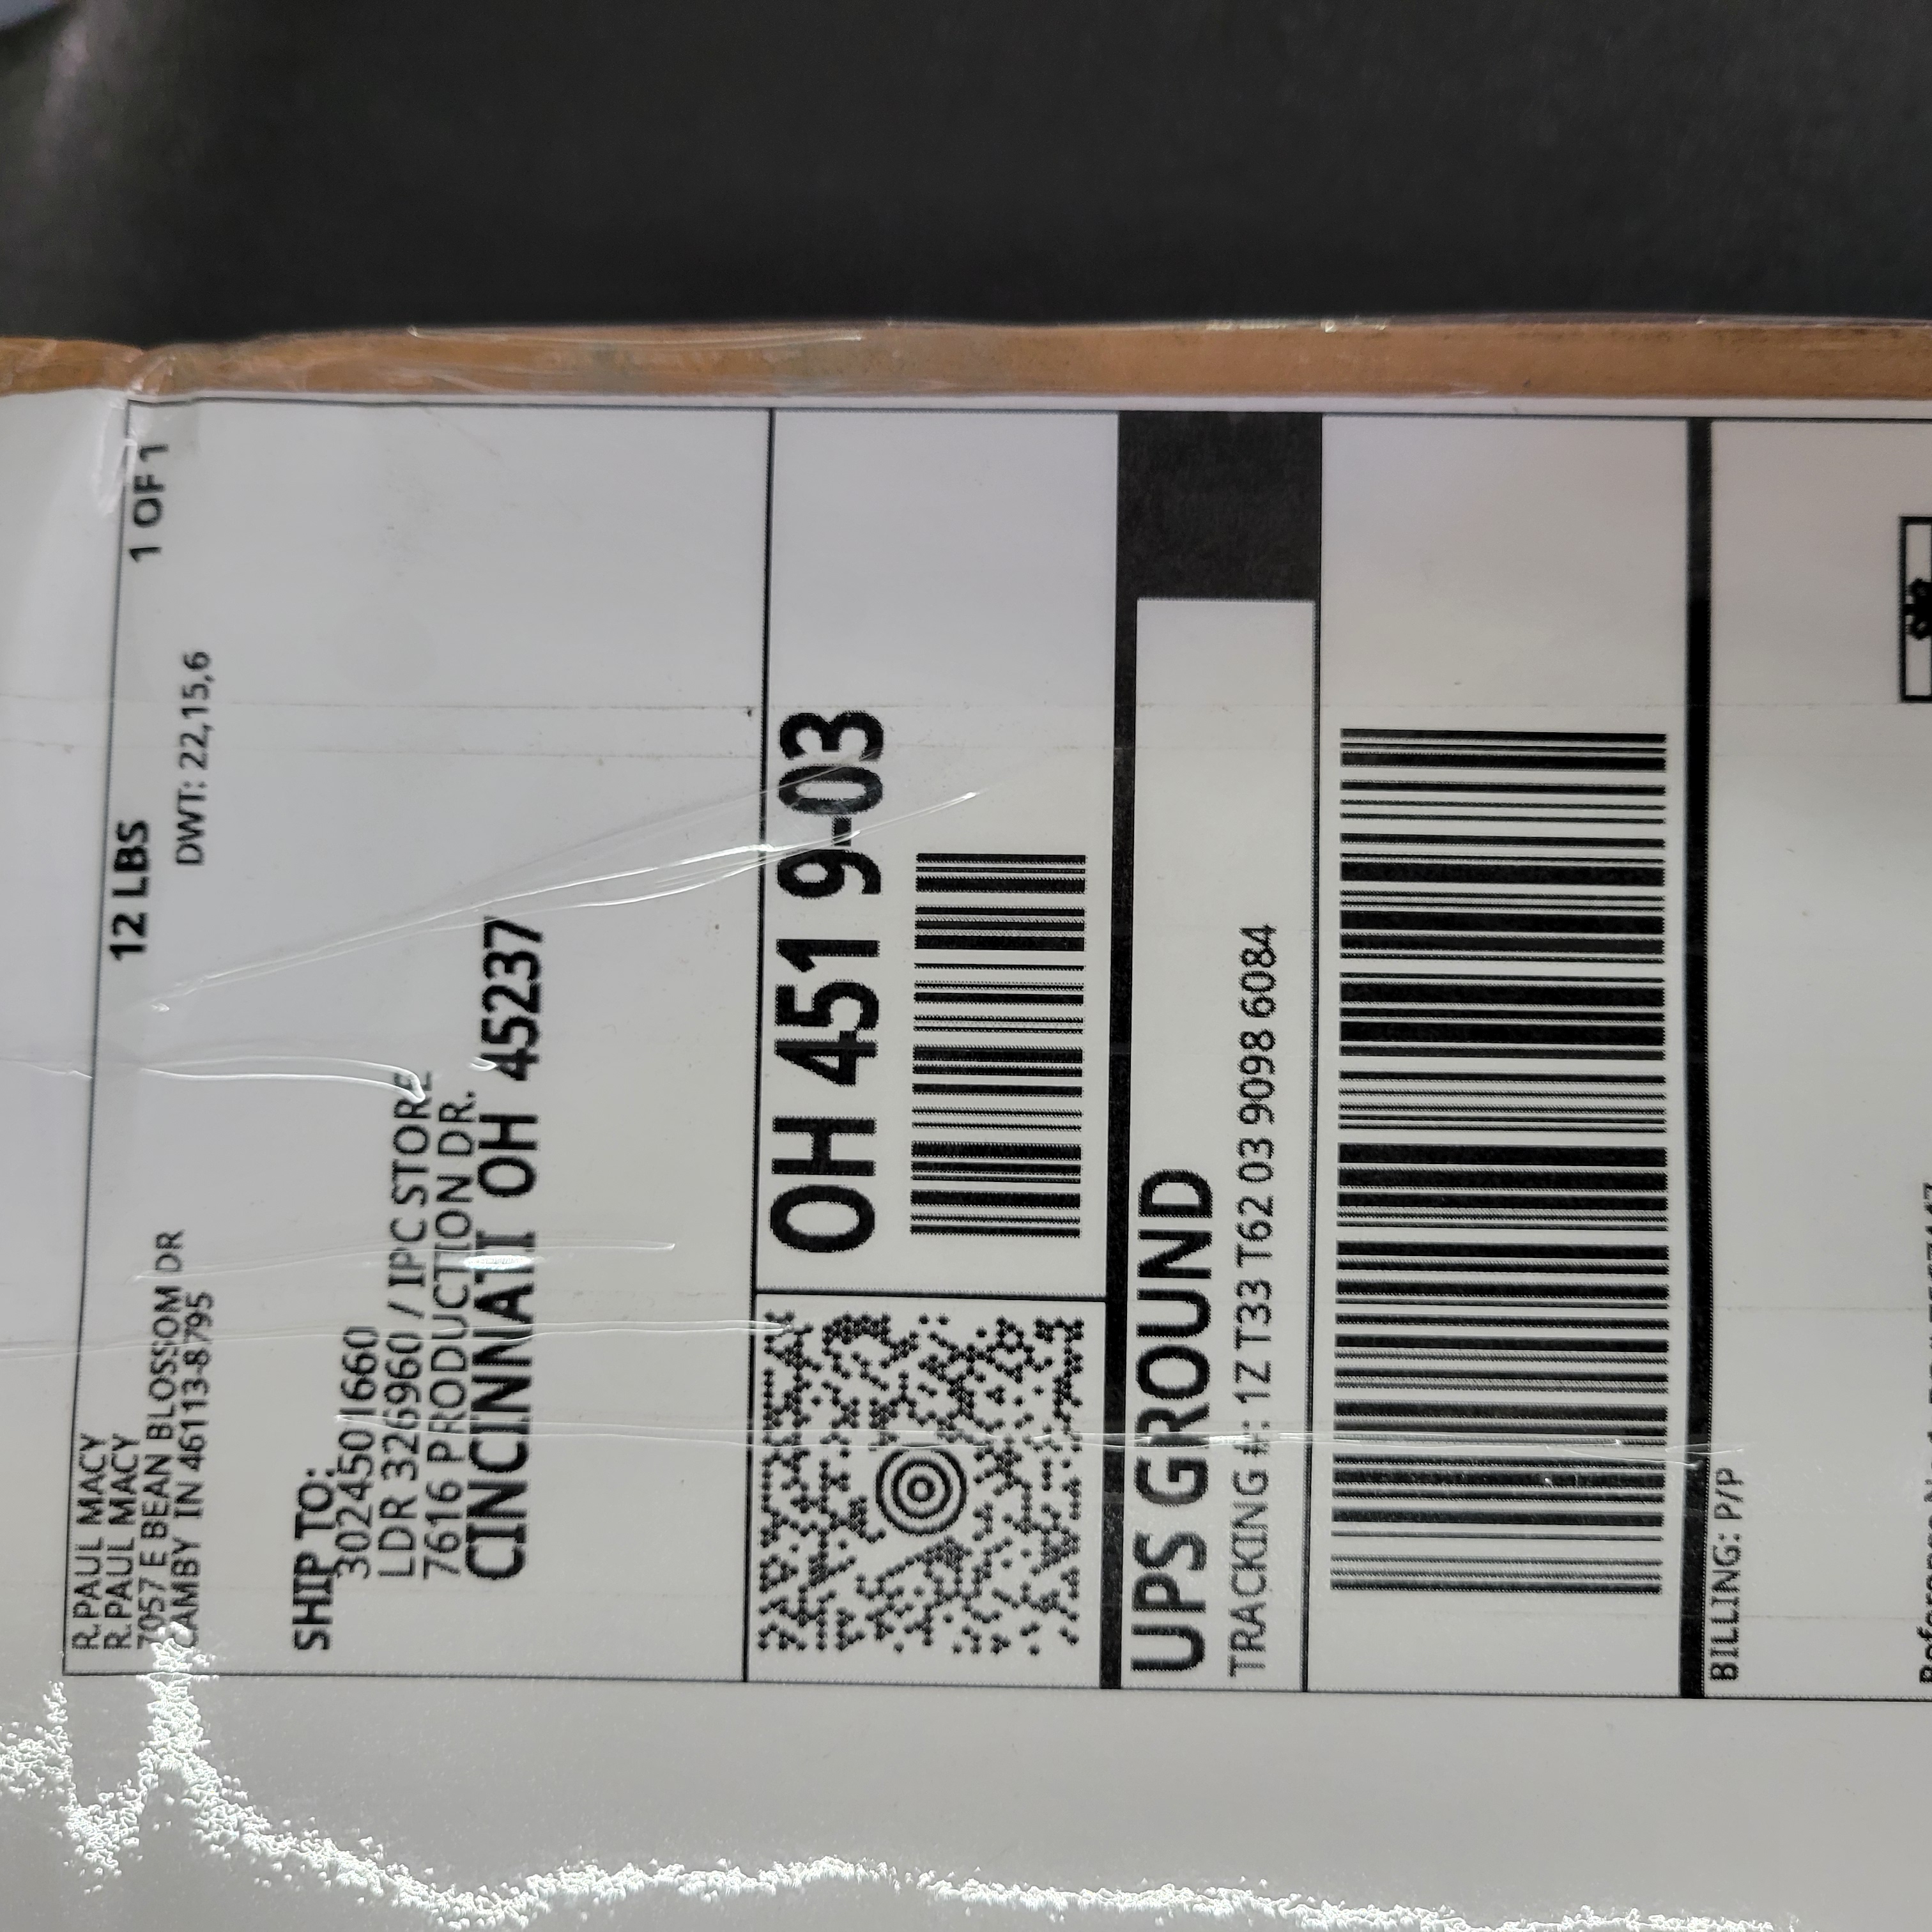 R. PAUL MACY
R. PAUL MACY
7057 E BEAN BLOSSOM DR
CAMBY IN 46113-8795
12 LBS
1 OF 1
DWT: 22,15,6
SHIP TO:
3024501660
LDR 326960 / IPC STORE
7616 PRODUCTION DR.
CINCINNATI OH 45237
OH 451 9-03
UPS GROUND
TRACKING #: 1Z T33 T62 03 9098 6084
BILLING: P/P